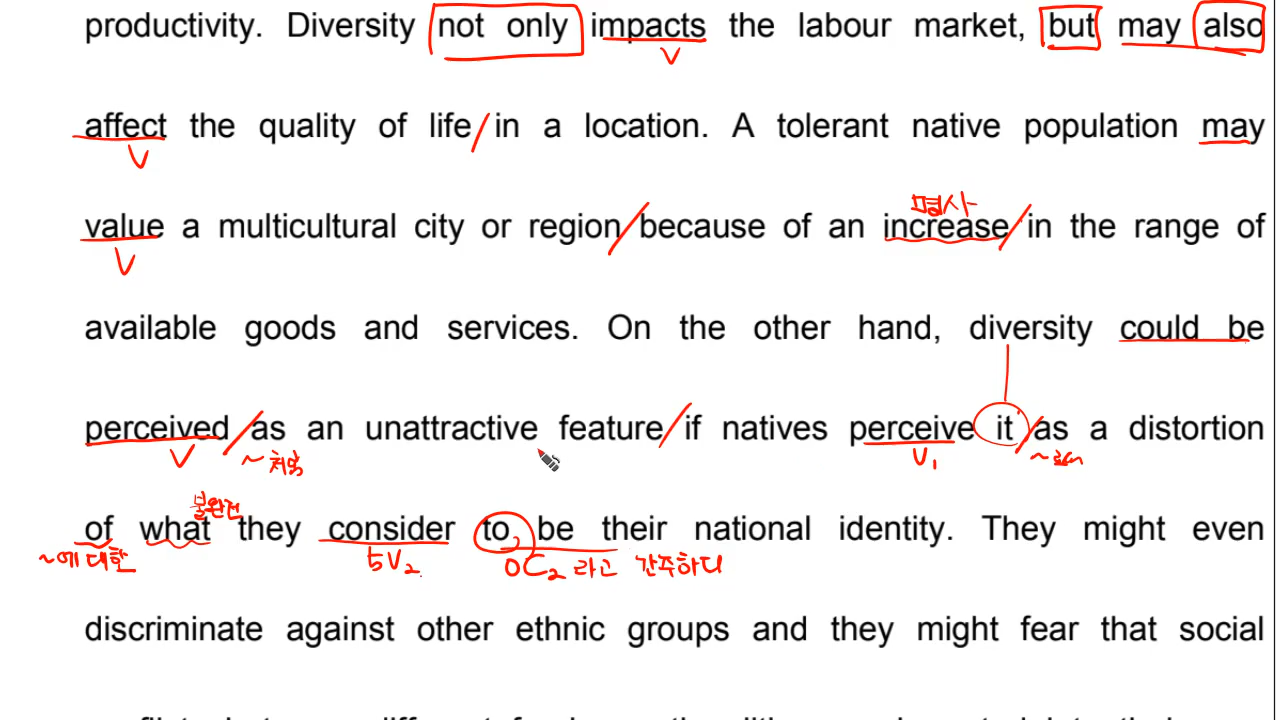 productivity. Diversity not only impacts the labour market, but may also
V
affect the quality of life in a location. A tolerant native population may
V
명사
value a multicultural city or region because of an increase in the range of
V
available goods and services. On the other hand, diversity could be
perceived as an unattractive feature if natives perceive it as a distortion
V ~처럼 V1 ~로서
불완전
of what they consider to be their national identity. They might even
~에 대한 5V2 OC2 라고 간주하다
discriminate against other ethnic groups and they might fear that social